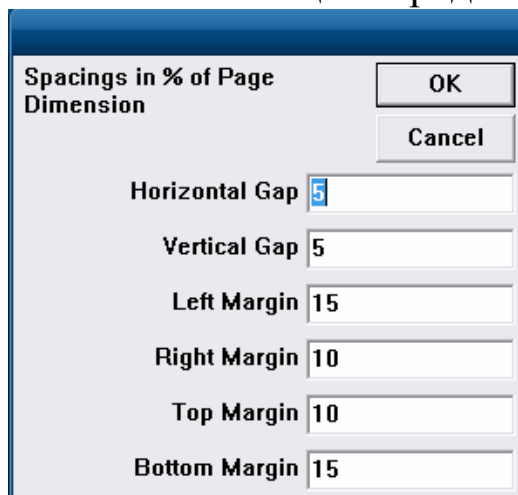 Spacings in % of Page
Dimension
OK
Cancel
Horizontal Gap 5
Vertical Gap 5
Left Margin 15
Right Margin 10
Top Margin 10
Bottom Margin 15